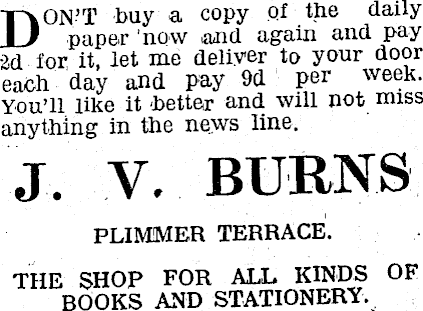 DON'T buy a copy of the daily
paper now and again and pay
2d for it, let me deliver to your door
each day and pay 9d per week.
You'll like it better and will not miss
anything in the news line.
J. V. BURNS
PLIMMER TERRACE.
THE SHOP FOR ALL KINDS OF
BOOKS AND STATIONERY.